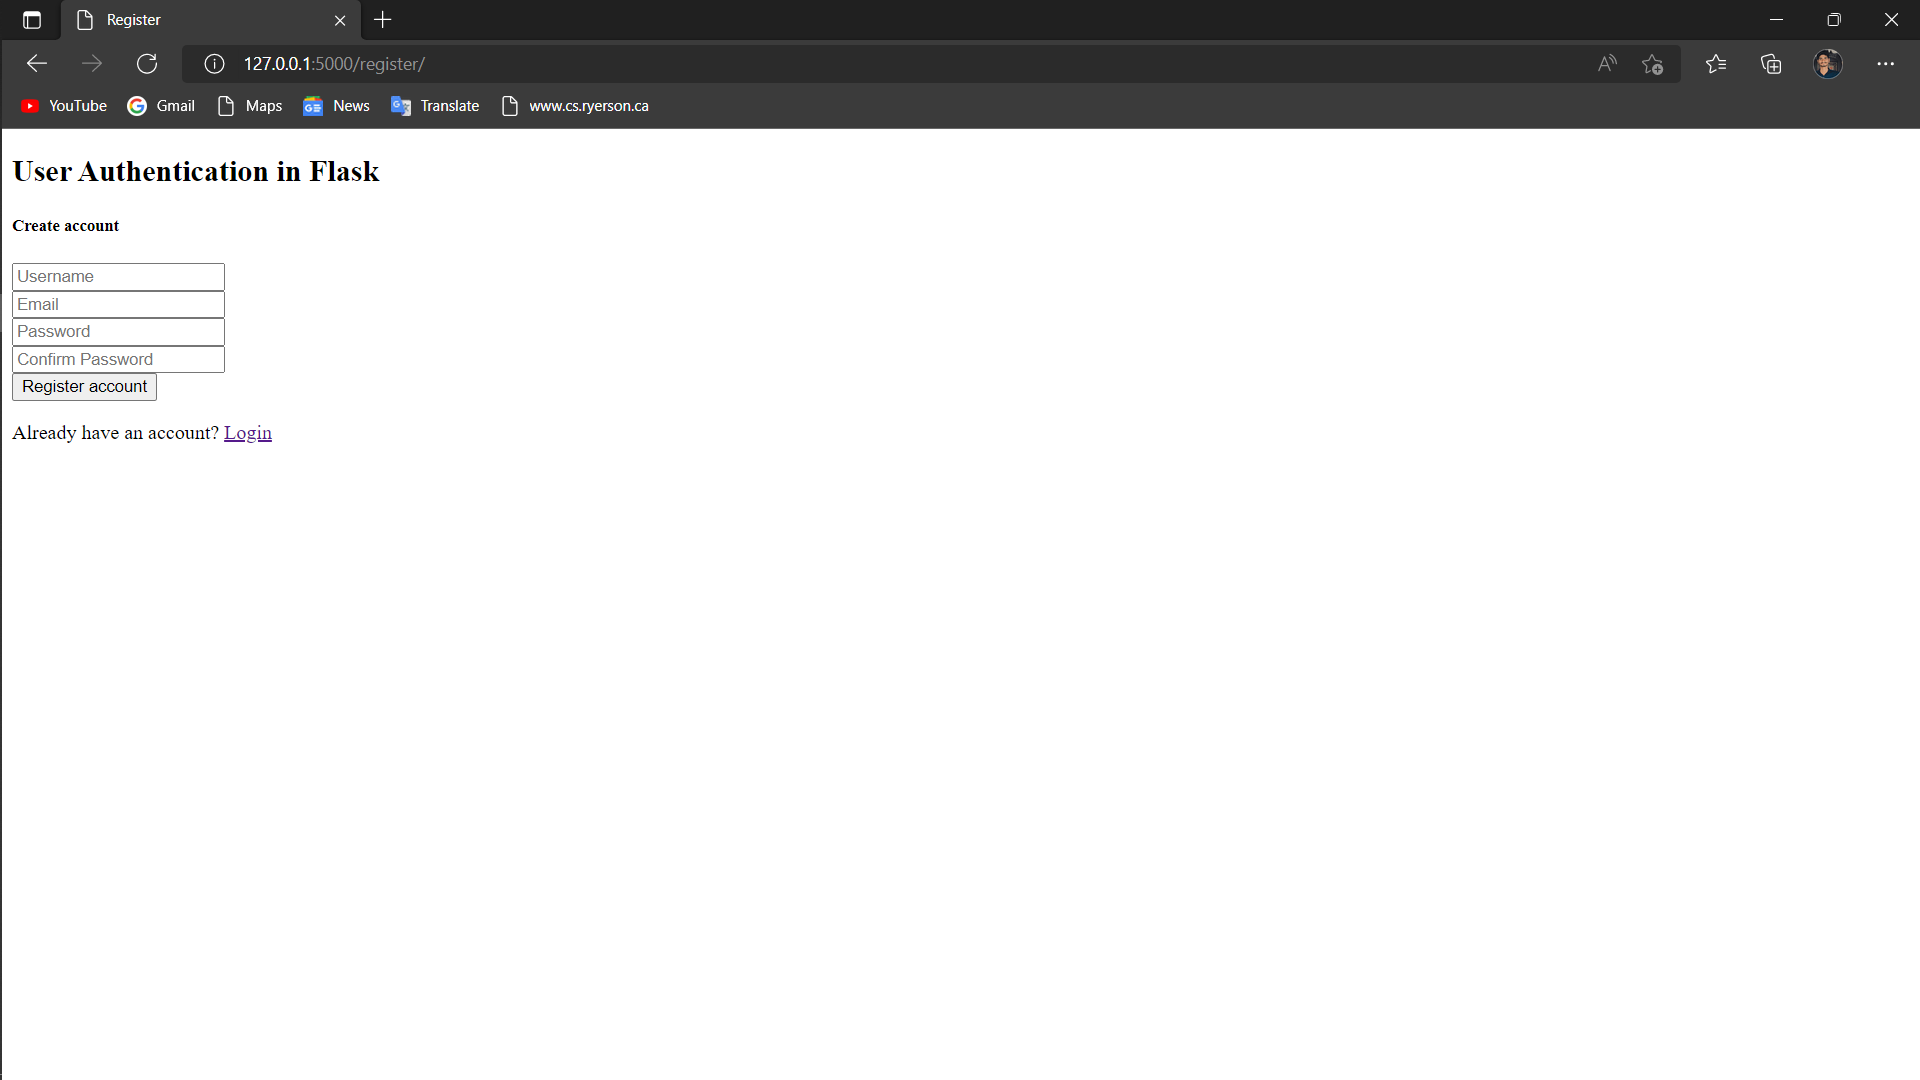 Register
127.0.0.1:5000/register/
YouTube Gmail Maps News Translate www.cs.ryerson.ca
User Authentication in Flask
Create account
Username
Email
Password
Confirm Password
Register account
Already have an account? Login